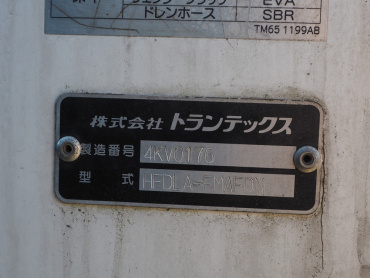 EVA
ドレンホース SBR
TM65 1199AB
株式会社 トランテックス
製造番号 4KV0176
型式